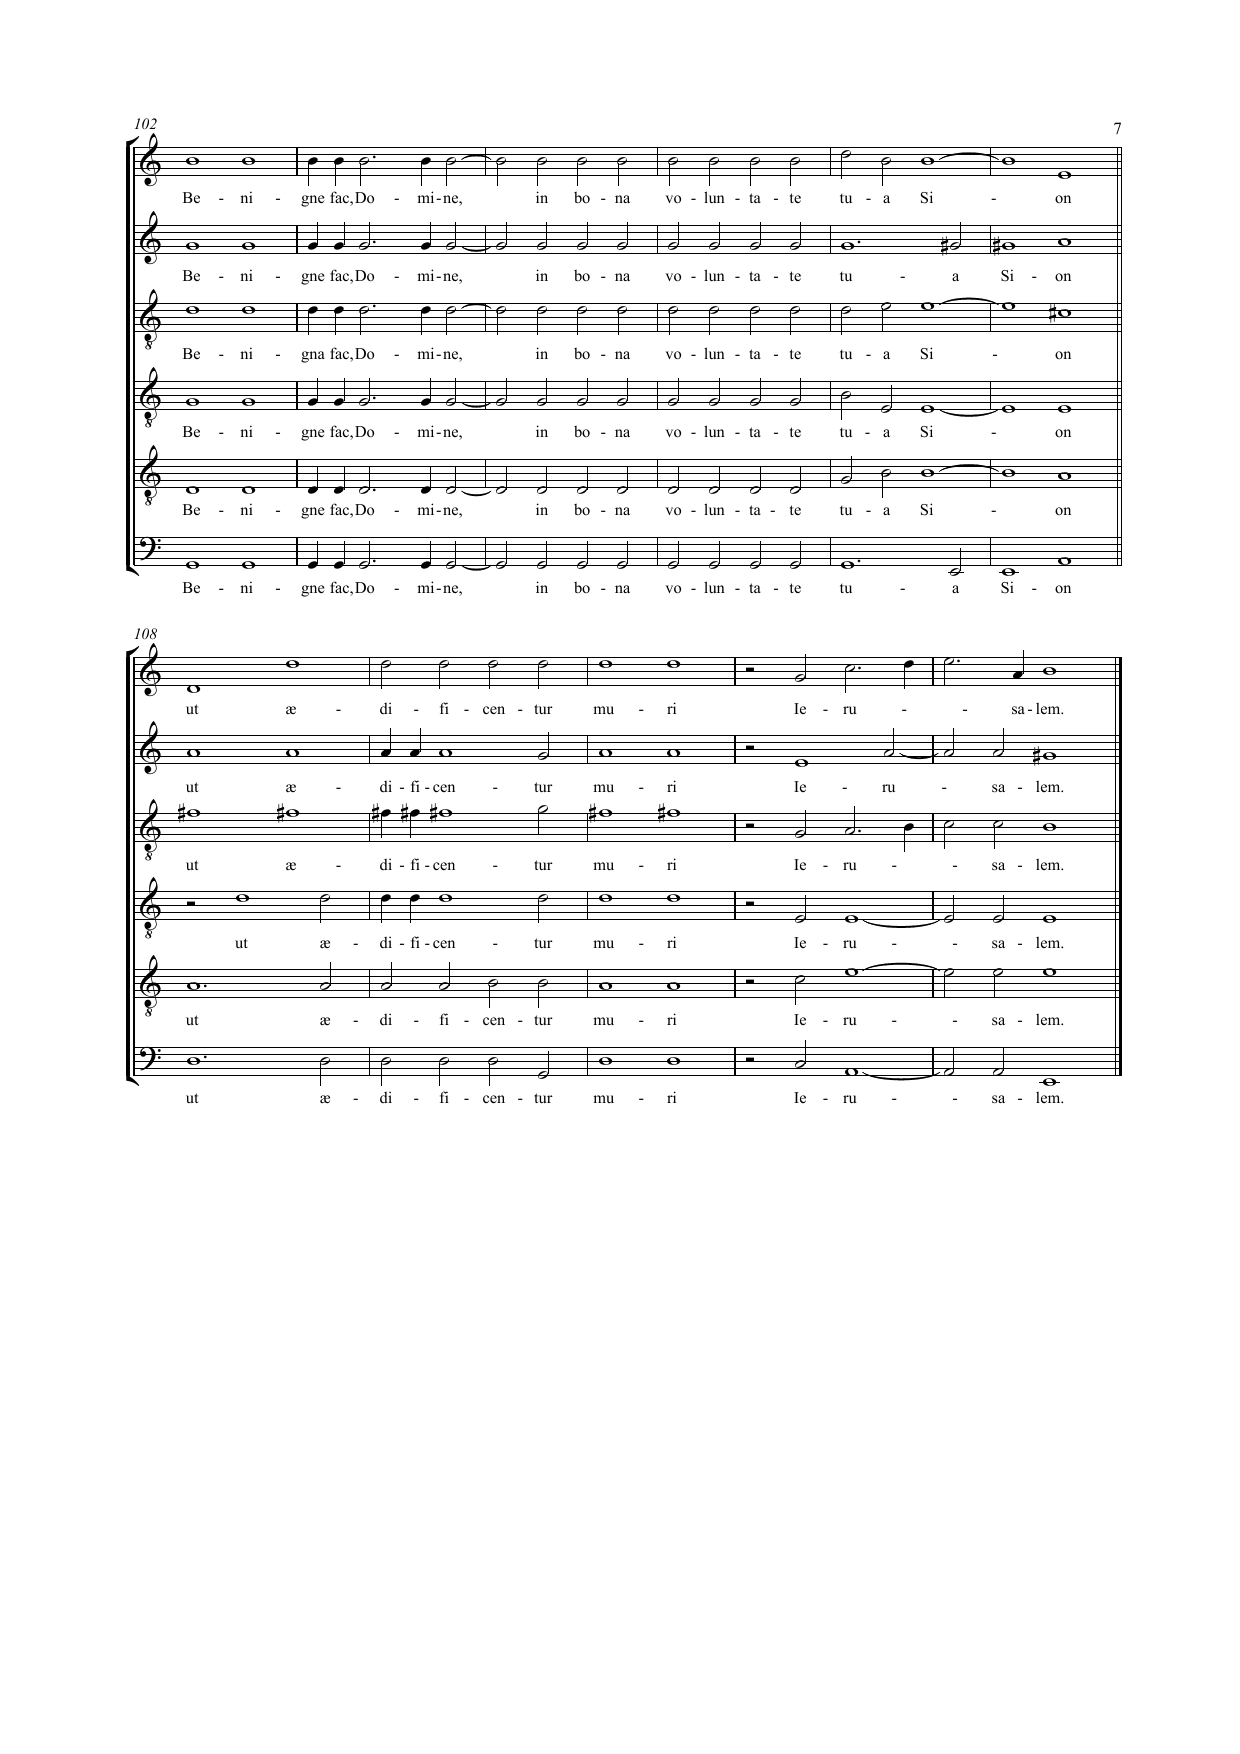 102
7
Be - ni - gne fac, Do - mi-ne, in bo - na vo - lun - ta - te tu - a Si - on
Be - ni - gne fac, Do - mi-ne, in bo - na vo - lun - ta - te tu - a Si - on
Be - ni - gna fac, Do - mi-ne, in bo - na vo - lun - ta - te tu - a Si - on
Be - ni - gne fac, Do - mi-ne, in bo - na vo - lun - ta - te tu - a Si - on
Be - ni - gne fac, Do - mi-ne, in bo - na vo - lun - ta - te tu - a Si - on
Be - ni - gne fac, Do - mi-ne, in bo - na vo - lun - ta - te tu - a Si - on
108
ut æ - di - fi - cen - tur mu - ri Ie - ru - - sa - lem.
ut æ - di - fi - cen - tur mu - ri Ie - ru - sa - lem.
ut æ - di - fi - cen - tur mu - ri Ie - ru - - sa - lem.
ut æ - di - fi - cen - tur mu - ri Ie - ru - - sa - lem.
ut æ - di - fi - cen - tur mu - ri Ie - ru - - sa - lem.
ut æ - di - fi - cen - tur mu - ri Ie - ru - - sa - lem.